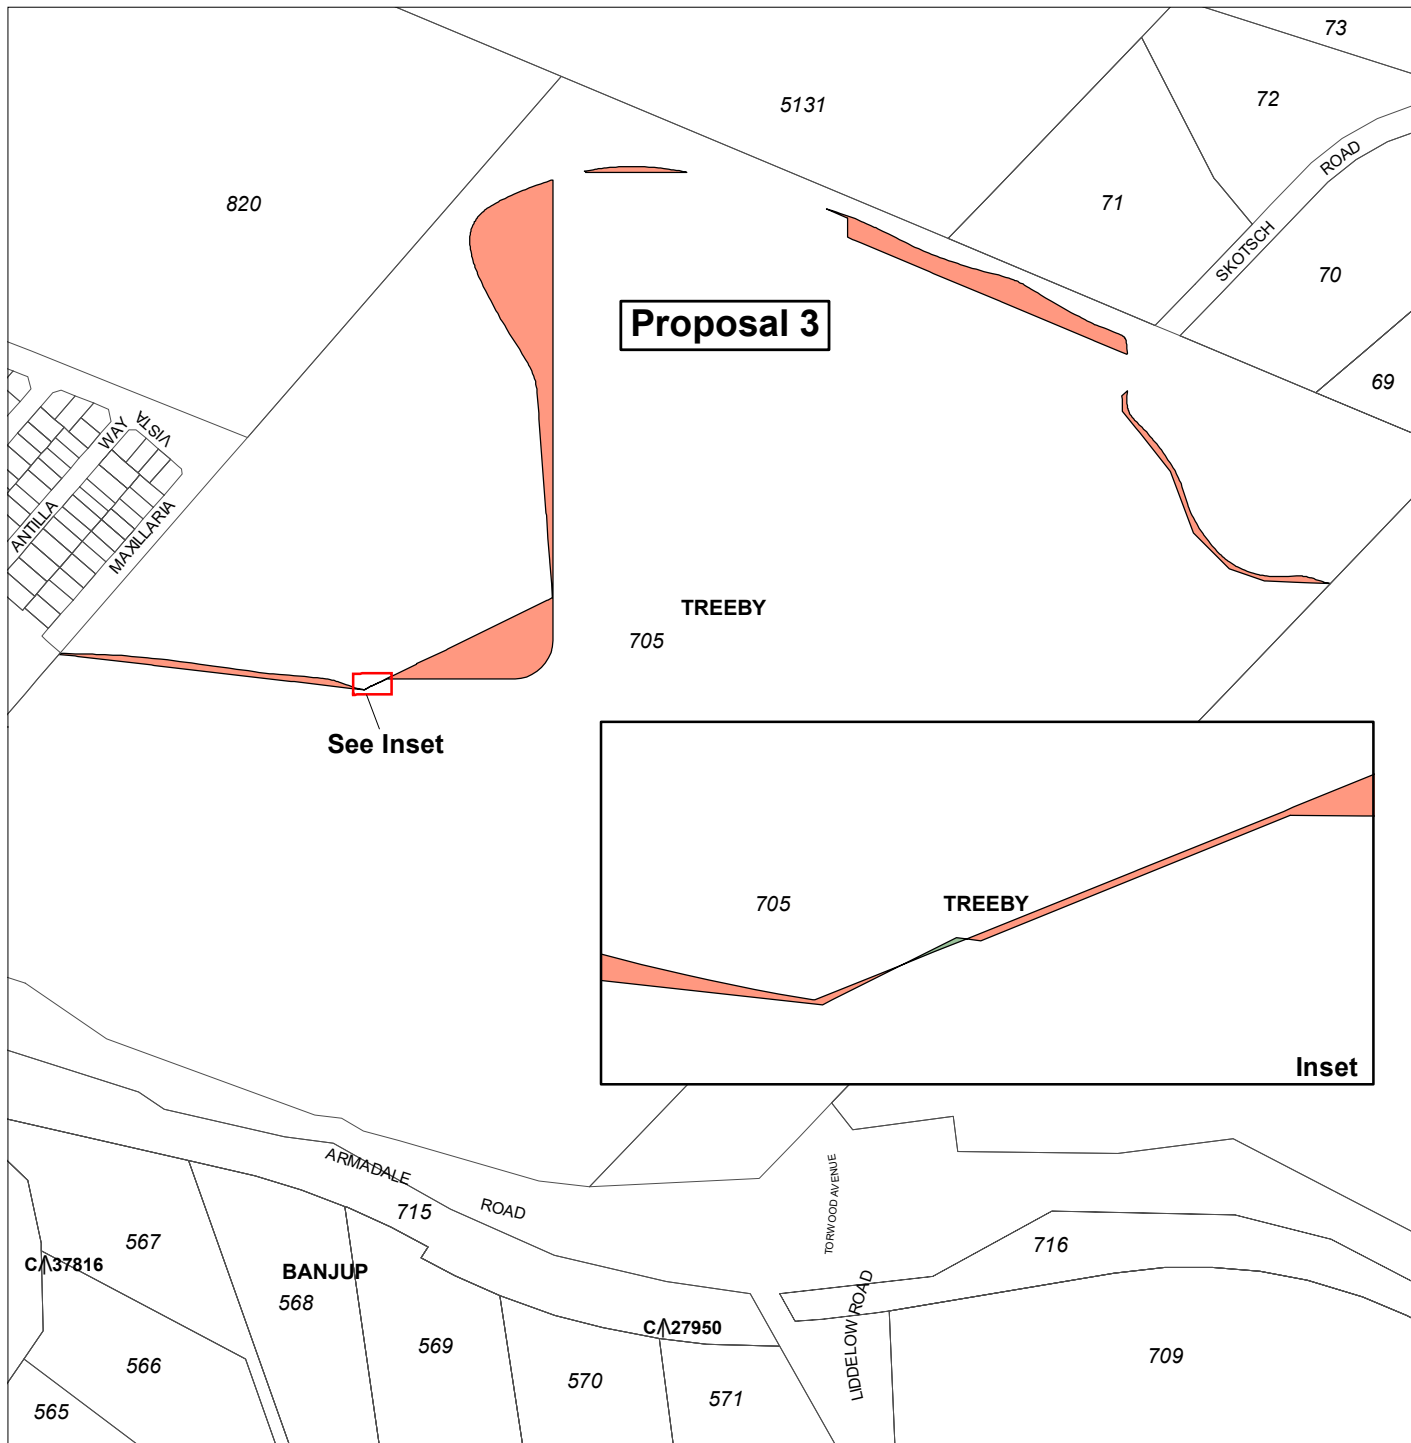 73
5131
72
ROAD
820
71
SKOTSCH
70
Proposal 3
69
VISTA
WAY
ANTILLA
MAXILLARIA
TREEBY
705
See Inset
705
TREEBY
Inset
ARMADALE
ROAD
715
TORWOOD AVENUE
716
567
C/\37816
BANJUP
568
LIDDELOW ROAD
C/\27950
569
709
566
570
571
565